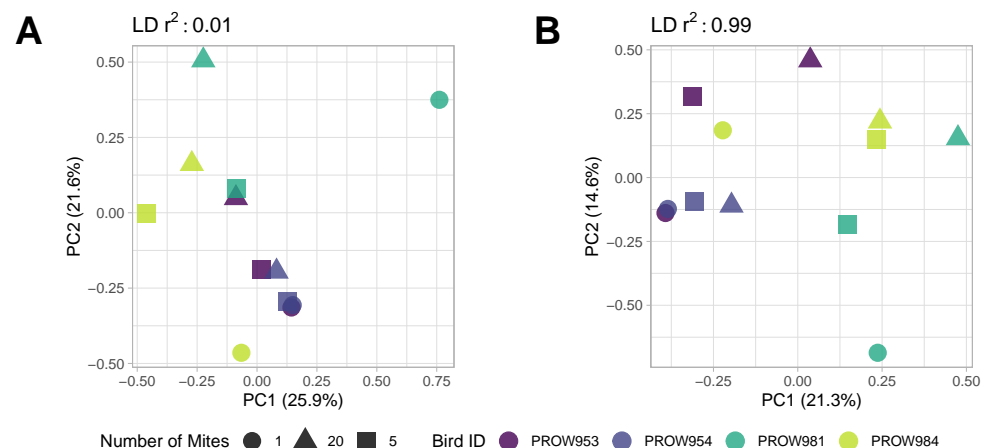 A
LD r²: 0.01
PC2 (21.6%)
0.50
0.25
0.00
−0.25
−0.50
−0.50 −0.25 0.00 0.25 0.50 0.75
PC1 (25.9%)
B
LD r²: 0.99
PC2 (14.6%)
0.50
0.25
0.00
−0.25
−0.50
−0.25 0.00 0.25 0.50
PC1 (21.3%)
Number of Mites 1 20 5 Bird ID PROW953 PROW954 PROW981 PROW984